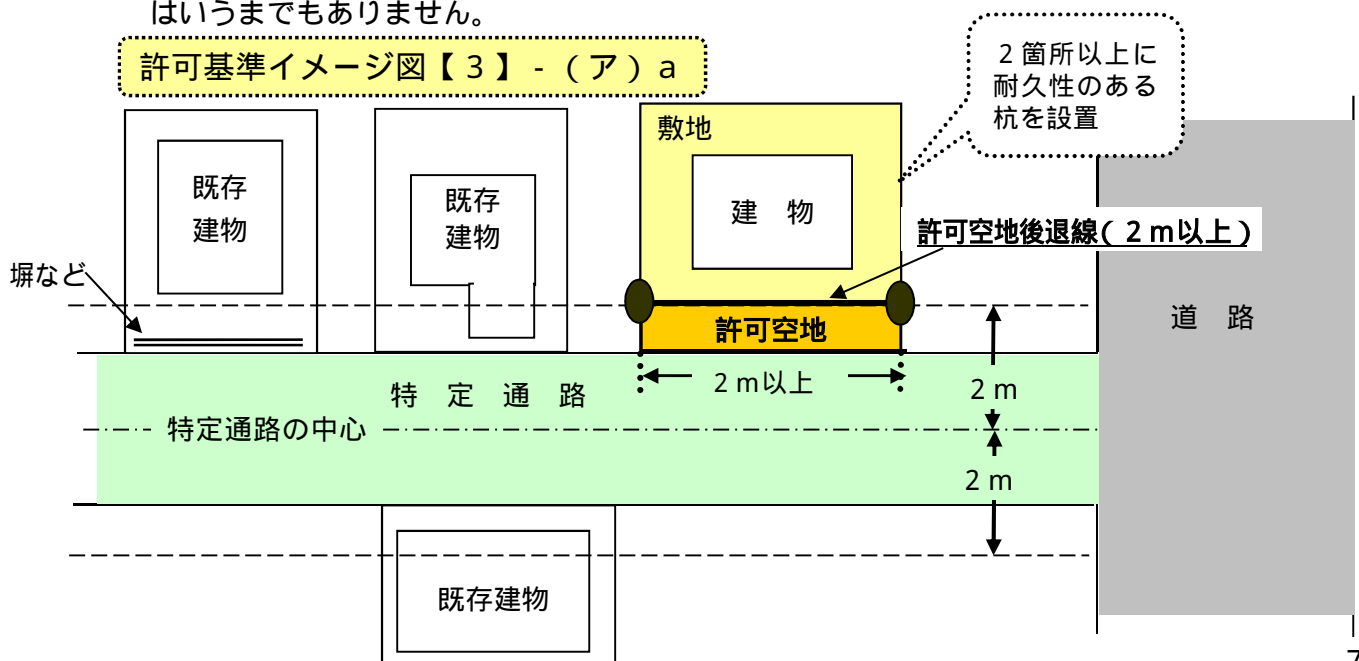 はいうまでもありません。
許可基準イメージ図【３】-（ア）a
２箇所以上に
耐久性のある
杭を設置
敷地
既存
建物
既存
建物
建　物
許可空地後退線（２ｍ以上）
塀など
道　路
許可空地
特　定　通　路
２ｍ以上
２ｍ
特定通路の中心
２ｍ
既存建物